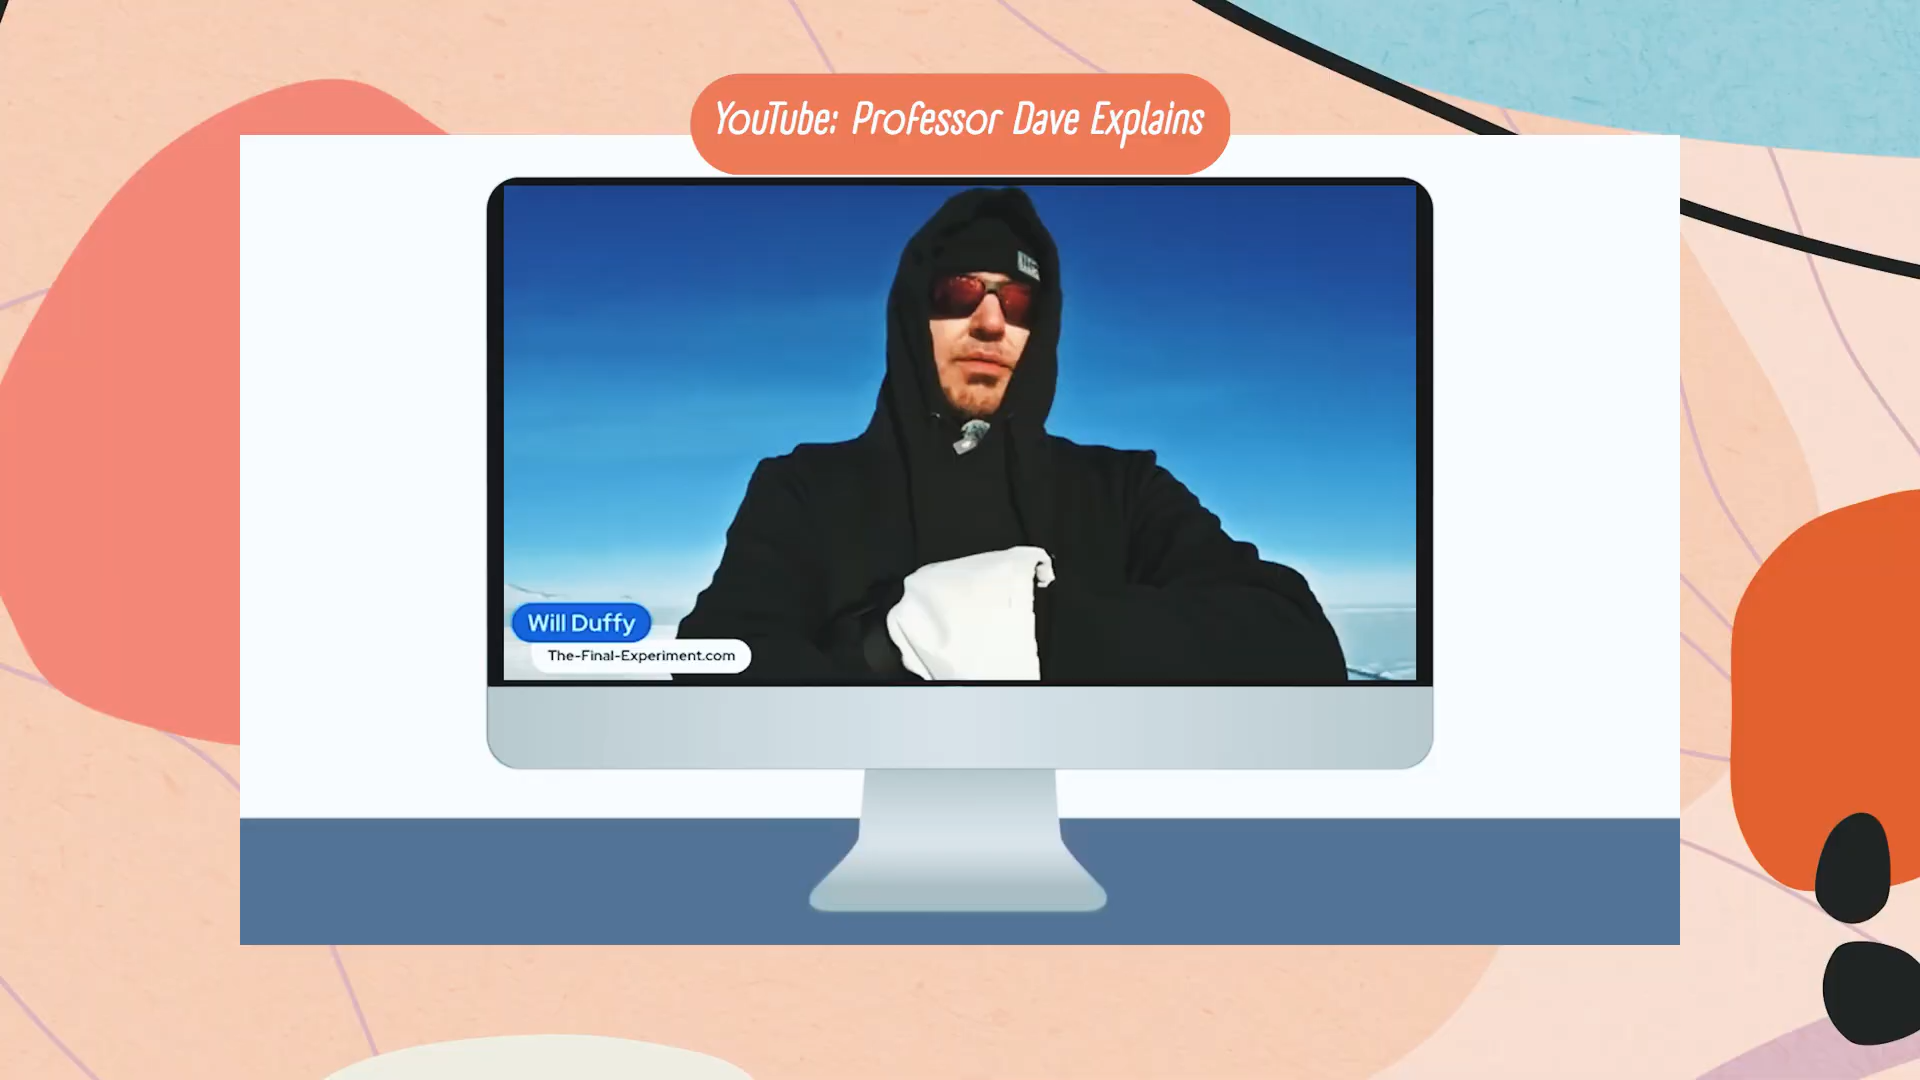 YouTube: Professor Dave Explains
Will Duffy
The-Final-Experiment.com